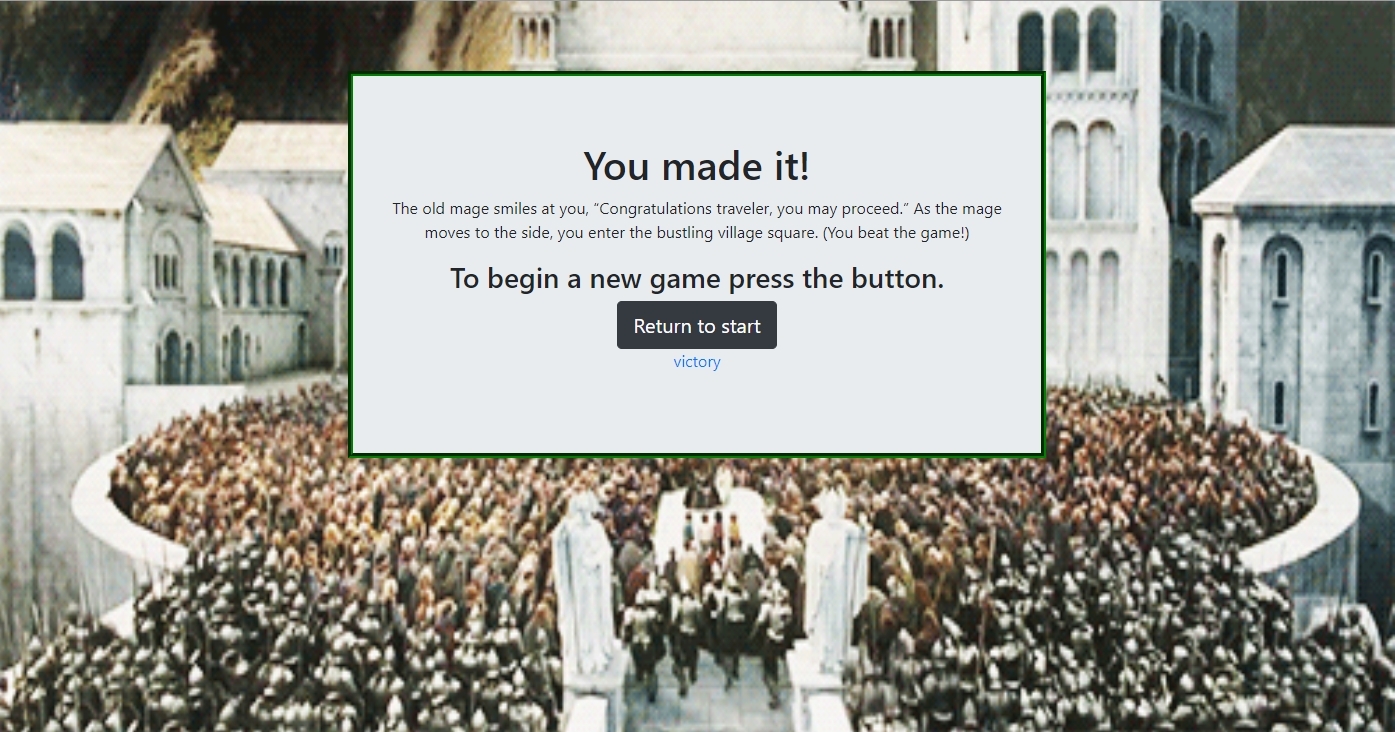 You made it!
The old mage smiles at you, “Congratulations traveler, you may proceed.” As the mage
moves to the side, you enter the bustling village square. (You beat the game!)
To begin a new game press the button.
Return to start
victory